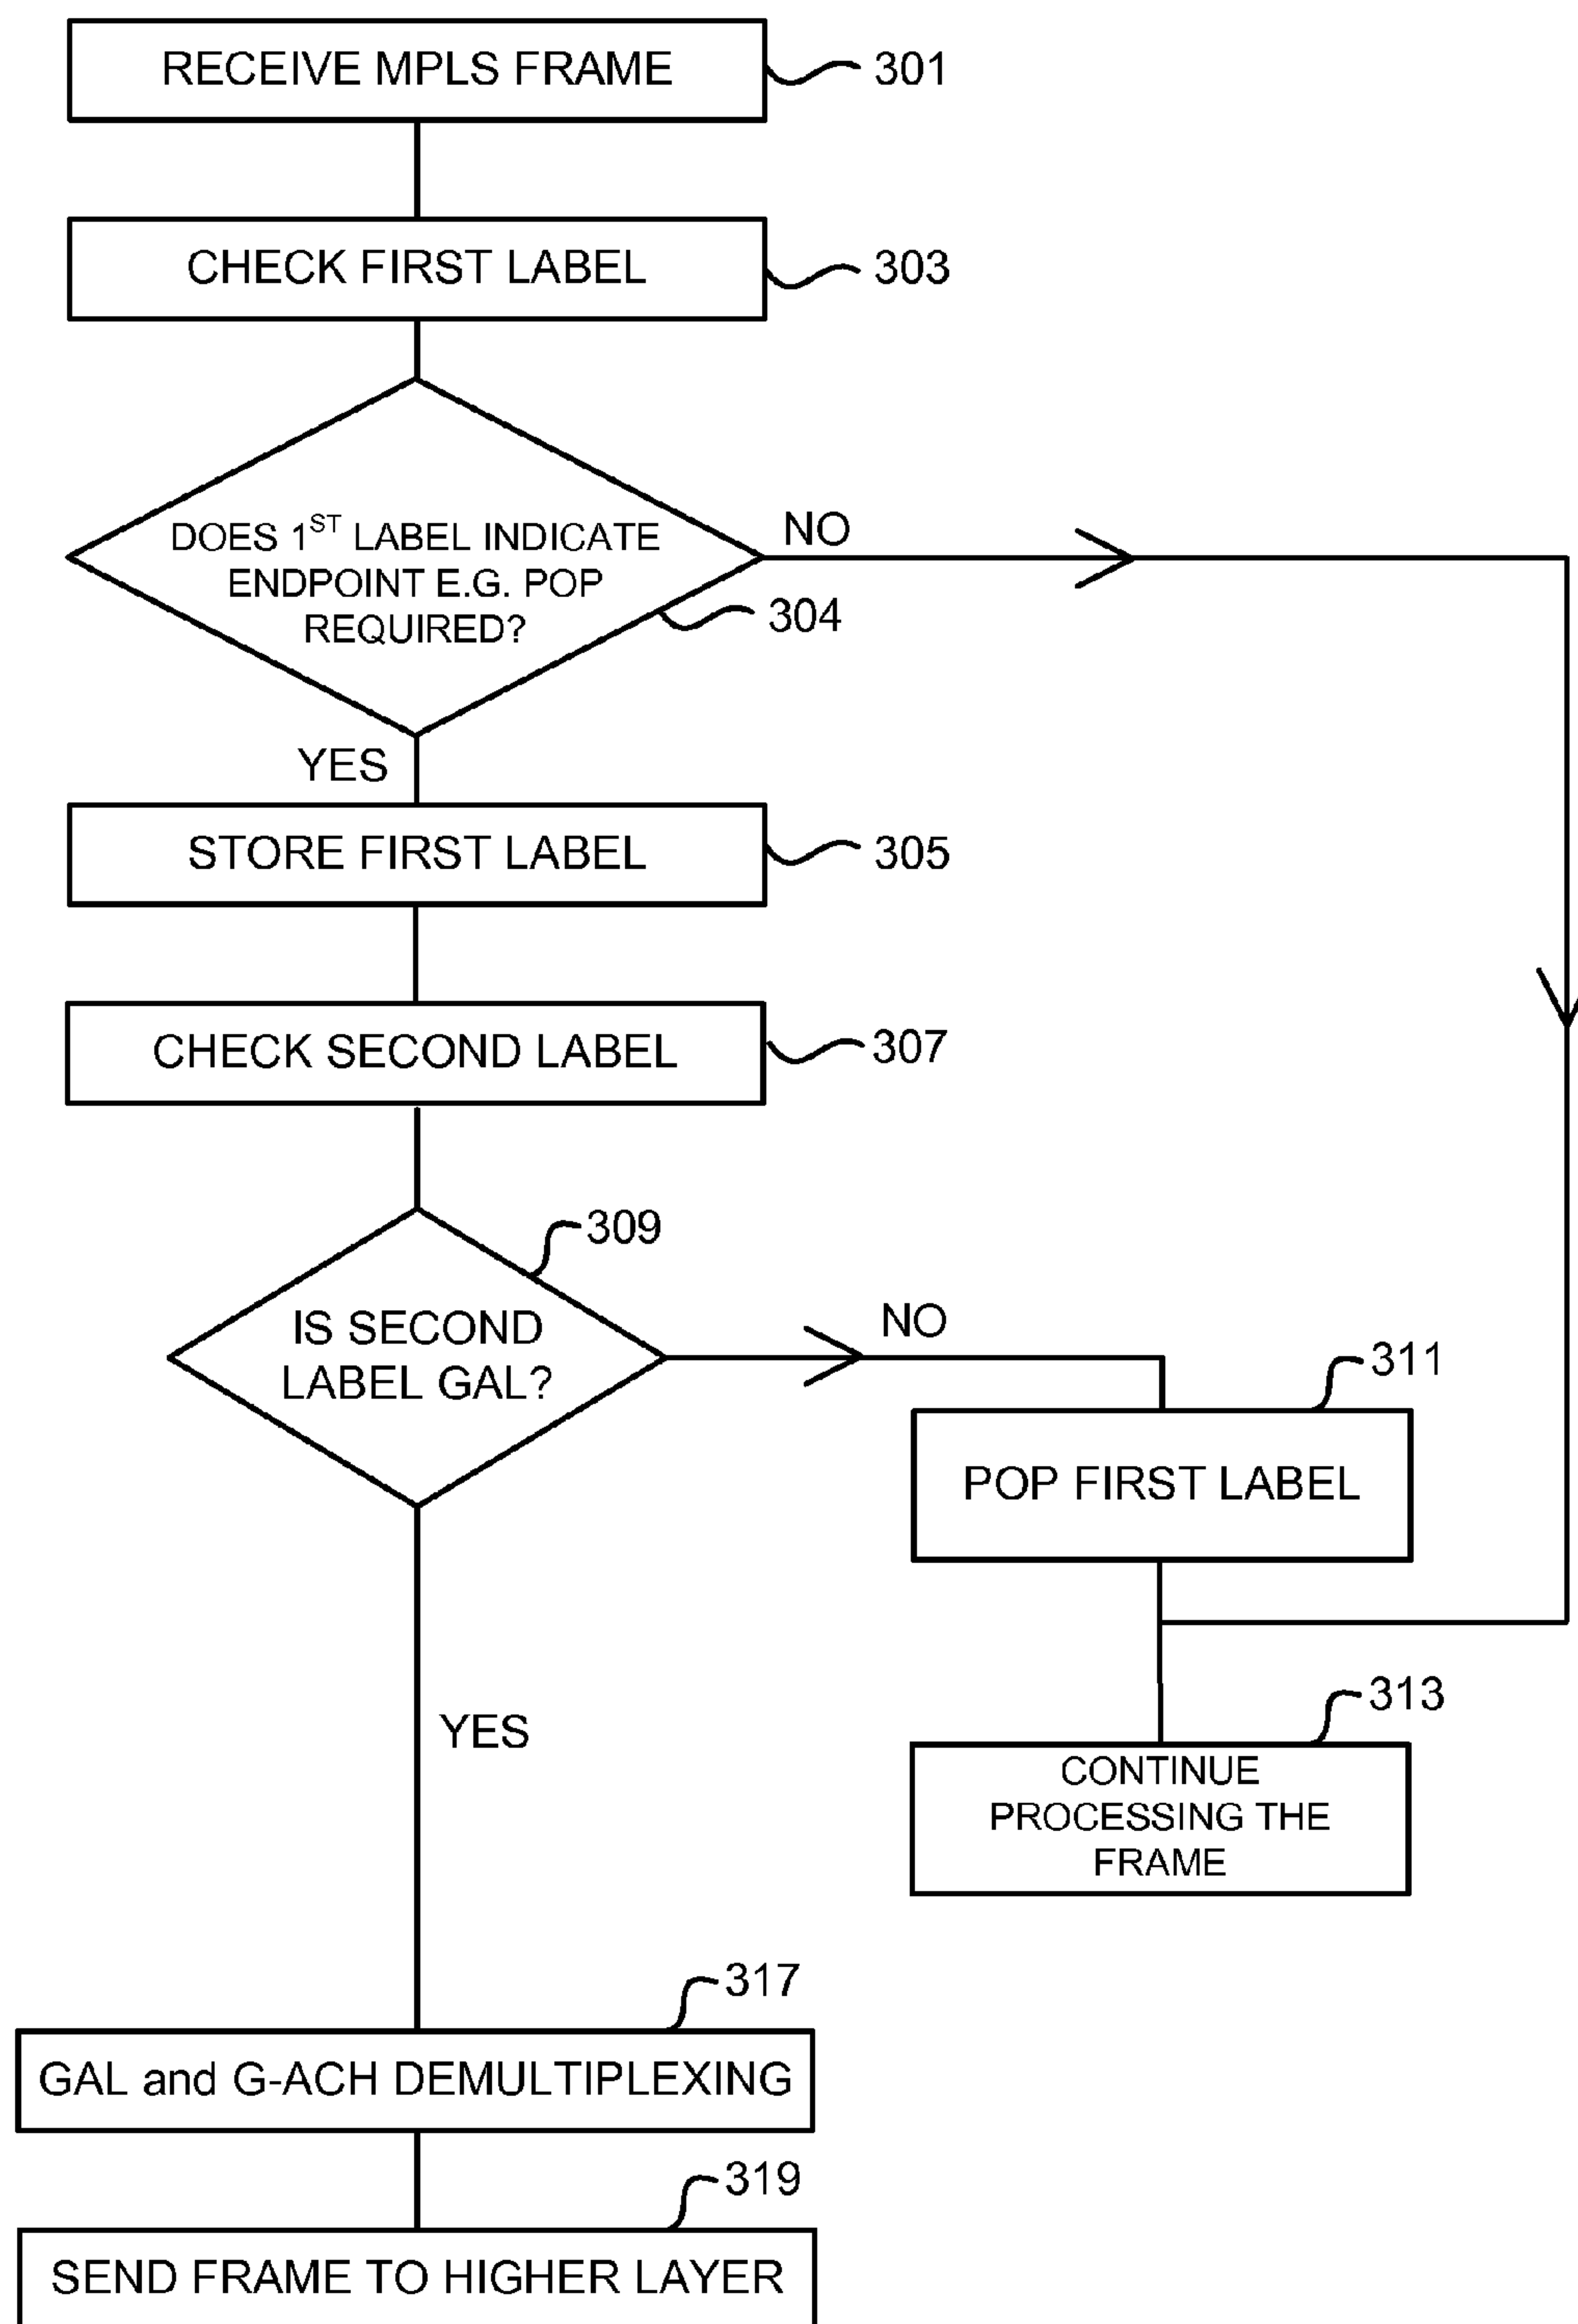 RECEIVE MPLS FRAME
301
CHECK FIRST LABEL
303
DOES 1ST LABEL INDICATE
ENDPOINT E.G. POP
REQUIRED?
304
NO
YES
STORE FIRST LABEL
305
CHECK SECOND LABEL
307
309
IS SECOND
LABEL GAL?
NO
311
POP FIRST LABEL
313
CONTINUE
PROCESSING THE
FRAME
YES
317
GAL and G-ACH DEMULTIPLEXING
319
SEND FRAME TO HIGHER LAYER